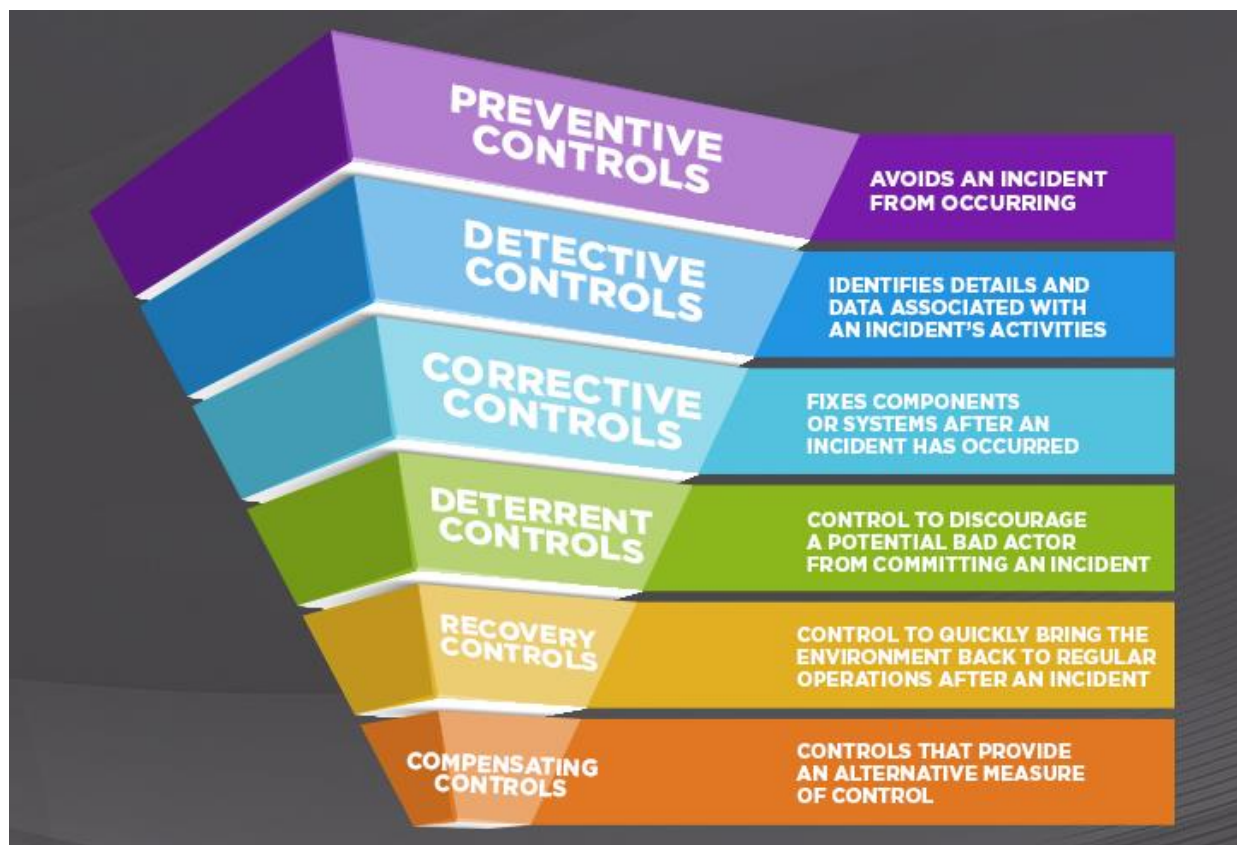 PREVENTIVE
CONTROLS
AVOIDS AN INCIDENT
FROM OCCURRING
DETECTIVE
CONTROLS
IDENTIFIES DETAILS AND
DATA ASSOCIATED WITH
AN INCIDENT'S ACTIVITIES
CORRECTIVE
CONTROLS
FIXES COMPONENTS
OR SYSTEMS AFTER AN
INCIDENT HAS OCCURRED
DETERRENT
CONTROLS
CONTROL TO DISCOURAGE
A POTENTIAL BAD ACTOR
FROM COMMITTING AN INCIDENT
RECOVERY
CONTROLS
CONTROL TO QUICKLY BRING THE
ENVIRONMENT BACK TO REGULAR
OPERATIONS AFTER AN INCIDENT
COMPENSATING
CONTROLS
CONTROLS THAT PROVIDE
AN ALTERNATIVE MEASURE
OF CONTROL